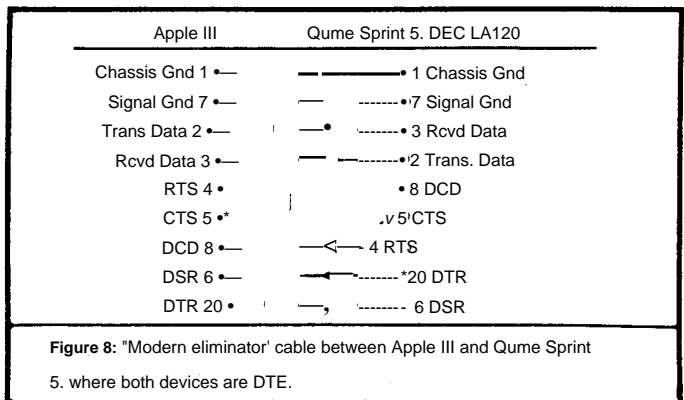 Apple III Qume Sprint 5. DEC LA120
Chassis Gnd 1 •— • 1 Chassis Gnd
Signal Gnd 7 •— -------•7 Signal Gnd
Trans Data 2 •— —• -------• 3 Rcvd Data
Rcvd Data 3 •— -------•2 Trans. Data
RTS 4 • • 8 DCD
CTS 5 •* .v 5 CTS
DCD 8 •— —<— 4 RTS
DSR 6 •— ------- *20 DTR
DTR 20 • —, -------- 6 DSR
Figure 8: "Modern eliminator' cable between Apple III and Qume Sprint
5. where both devices are DTE.